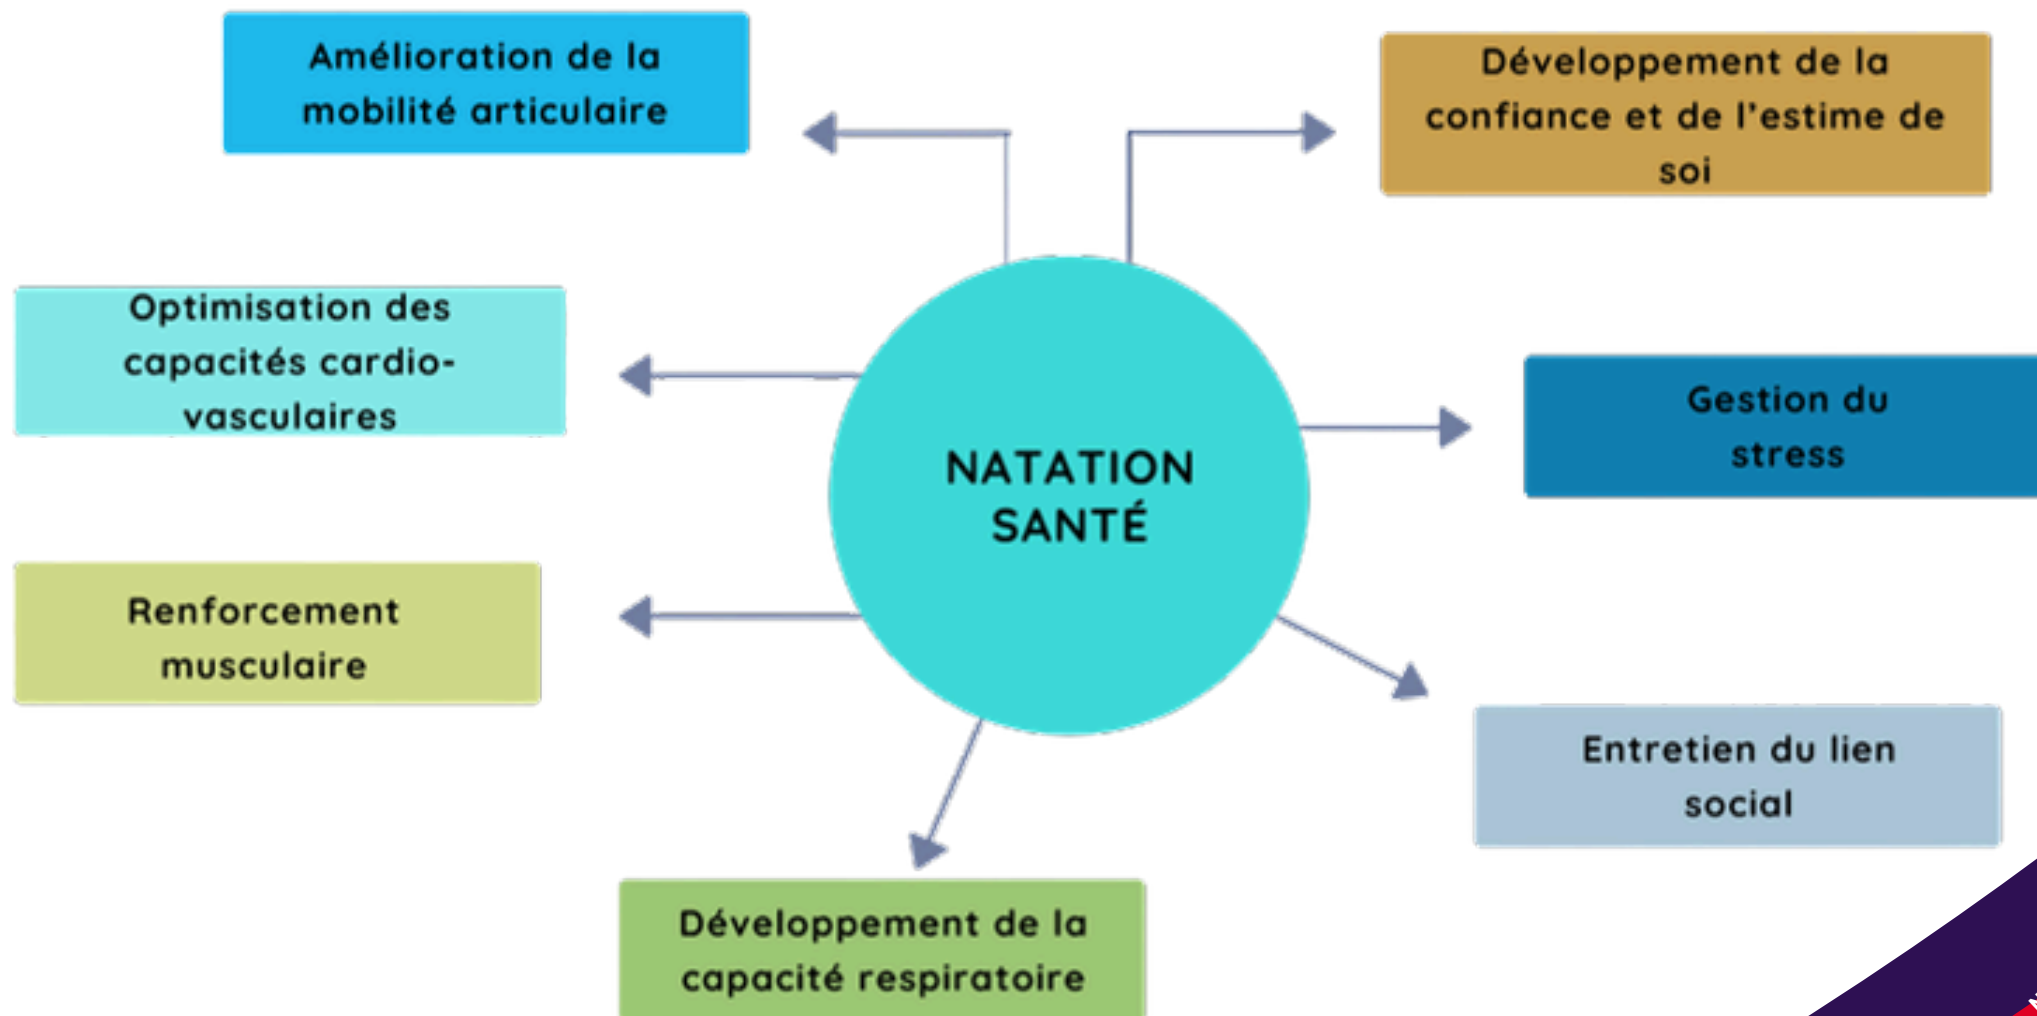 Amélioration de la
mobilité articulaire
Développement de la
confiance et de l'estime de
soi
Optimisation des
capacités cardio-
vasculaires
Gestion du
stress
NATATION
SANTÉ
Renforcement
musculaire
Entretien du lien
social
Développement de la
capacité respiratoire